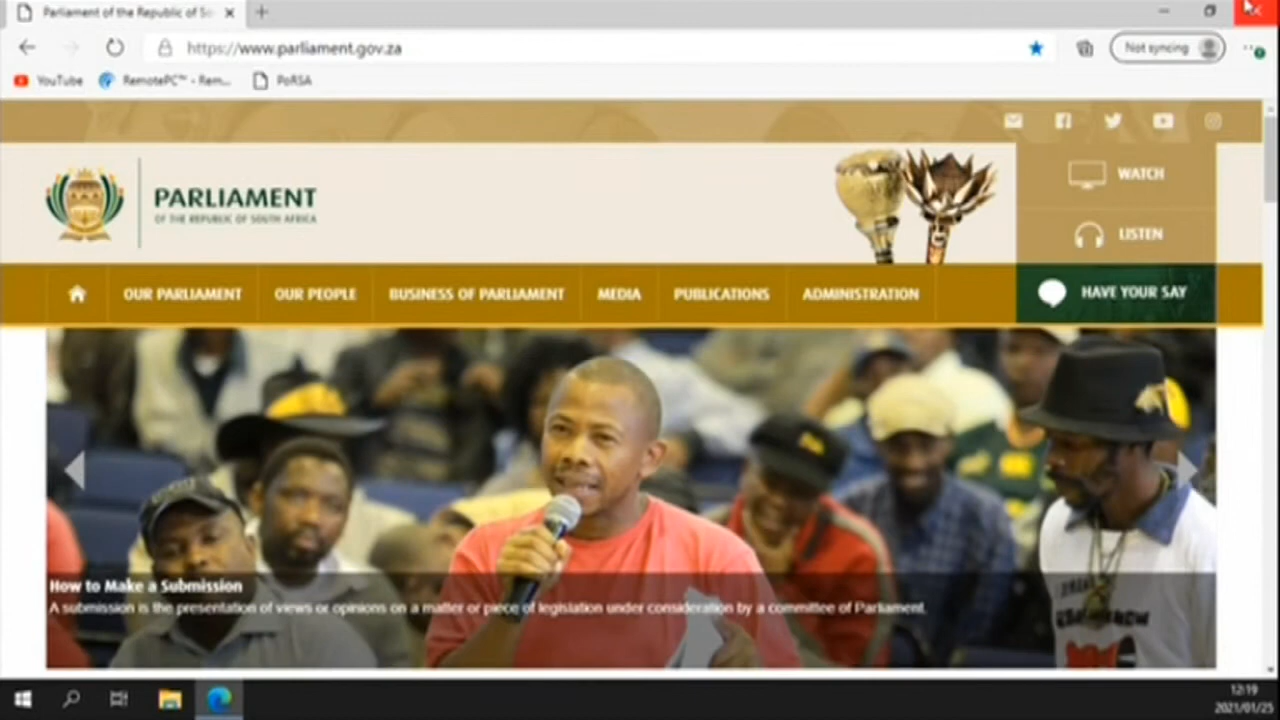 Parliament of the Republic of So
https://www.parliament.gov.za
Not syncing
YouTube
RemotePC™ - Rem...
PoRSA
WATCH
PARLIAMENT
OF THE REPUBLIC OF SOUTH AFRICA
LISTEN
OUR PARLIAMENT
OUR PEOPLE
BUSINESS OF PARLIAMENT
MEDIA
PUBLICATIONS
ADMINISTRATION
HAVE YOUR SAY
How to Make a Submission
A submission is the presentation of views or opinions on a matter or piece of legislation under consideration by a committee of Parliament.
12:19
2021/01/25